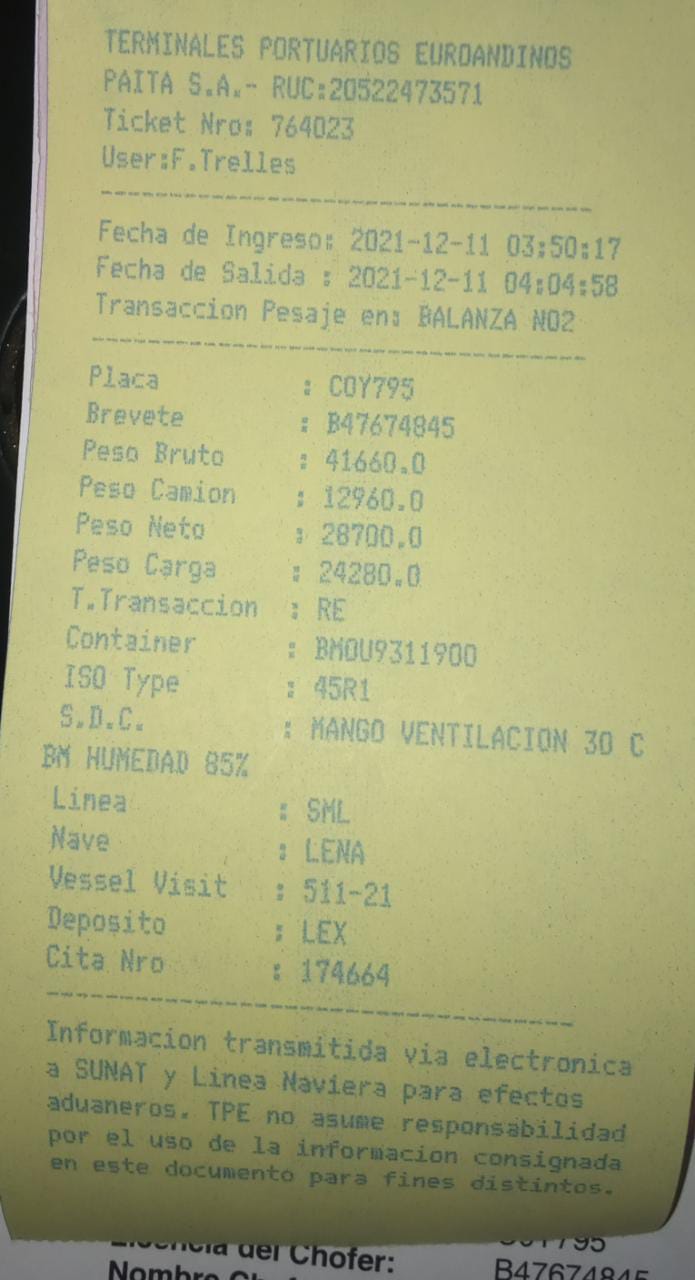 TERMINALES PORTUARIOS EUROANDINOS
PAITA S.A.- RUC:20522473571
Ticket Nro: 764023
User:F.Trelles
Fecha de Ingreso: 2021-12-11 03:50:17
Fecha de Salida : 2021-12-11 04:04:58
Transaccion Pesaje en: BALANZA NO2
Placa : COY795
Brevete : B47674845
Peso Bruto : 41660.0
Peso Camion : 12960.0
Peso Neto : 28700.0
Peso Carga : 24280.0
T.Transaccion : RE
Container : BMOU9311900
ISO Type : 45R1
S.D.C. : MANGO VENTILACION 30 C
BM HUMEDAD 85%
Linea : SML
Nave : LENA
Vessel Visit : 511-21
Deposito : LEX
Cita Nro : 174664
Informacion transmitida via electronica
a SUNAT y Linea Naviera para efectos
aduaneros. TPE no asume responsabilidad
por el uso de la informacion consignada
en este documento para fines distintos.
Licencia del Chofer: B47674845
Nombre